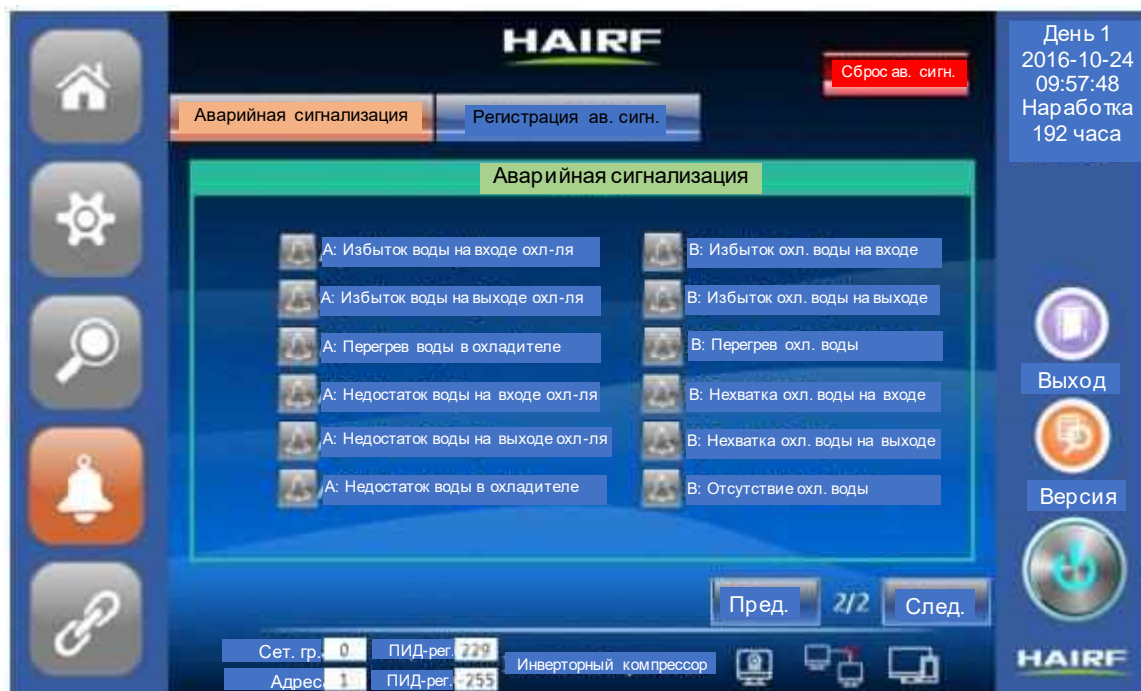 HAIRF
Сброс ав. сигн.
День 1
2016-10-24
09:57:48
Наработка
192 часа
Аварийная сигнализация
Регистрация ав. сигн.
Аварийная сигнализация
А: Избыток воды на входе охл-ля
В: Избыток охл. воды на входе
А: Избыток воды на выходе охл-ля
В: Избыток охл. воды на выходе
А: Перегрев воды в охладителе
В: Перегрев охл. воды
А: Недостаток воды на входе охл-ля
В: Нехватка охл. воды на входе
А: Недостаток воды на выходе охл-ля
В: Нехватка охл. воды на выходе
А: Недостаток воды в охладителе
В: Отсутствие охл. воды
Выход
Версия
Пред.
2/2
След.
Сет. гр. 0
ПИД-рег. 229
Инверторный компрессор
Адрес 1
ПИД-рег. -255
HAIRF